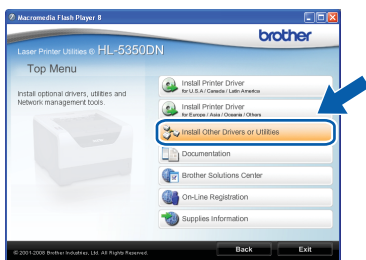 Macromedia Flash Player 8
brother
Laser Printer Utilities ® HL-5350DN
Top Menu
Install optional drivers, utilities and
Network management tools.
Install Printer Driver
for U.S.A / Canada / Latin America
Install Printer Driver
for Europe / Asia / Oceania / Others
Install Other Drivers or Utilities
Documentation
Brother Solutions Center
On-Line Registration
Supplies Information
© 2001-2008 Brother Industries, Ltd. All Rights Reserved.
Back
Exit